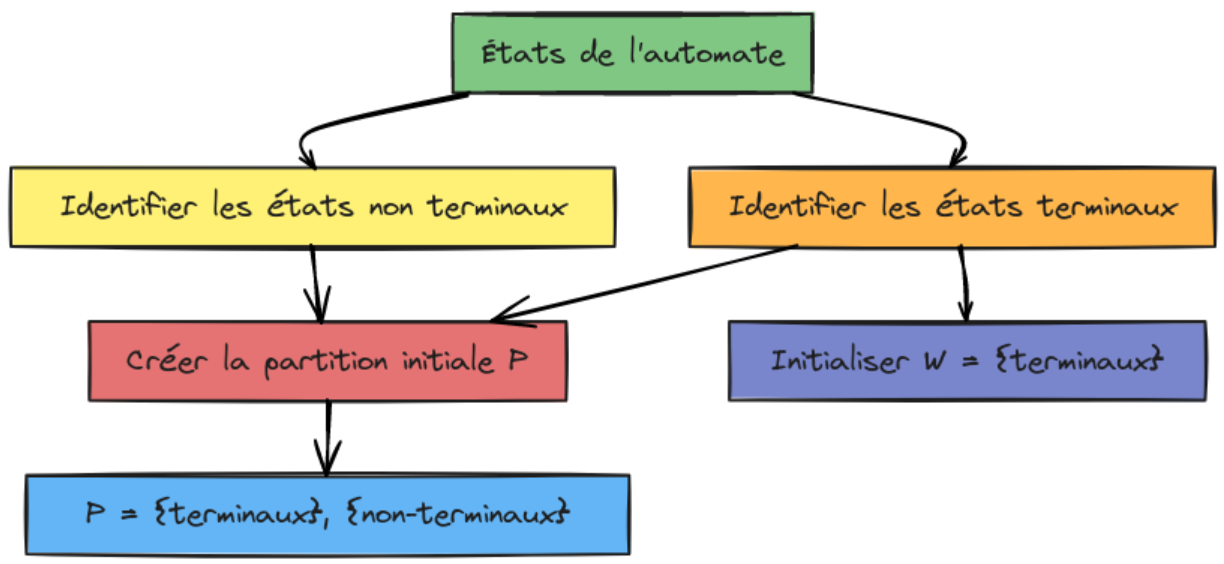 États de l'automate
Identifier les états non terminaux
Identifier les états terminaux
Créer la partition initiale P
Initialiser W = {terminaux}
P = {terminaux}, {non-terminaux}